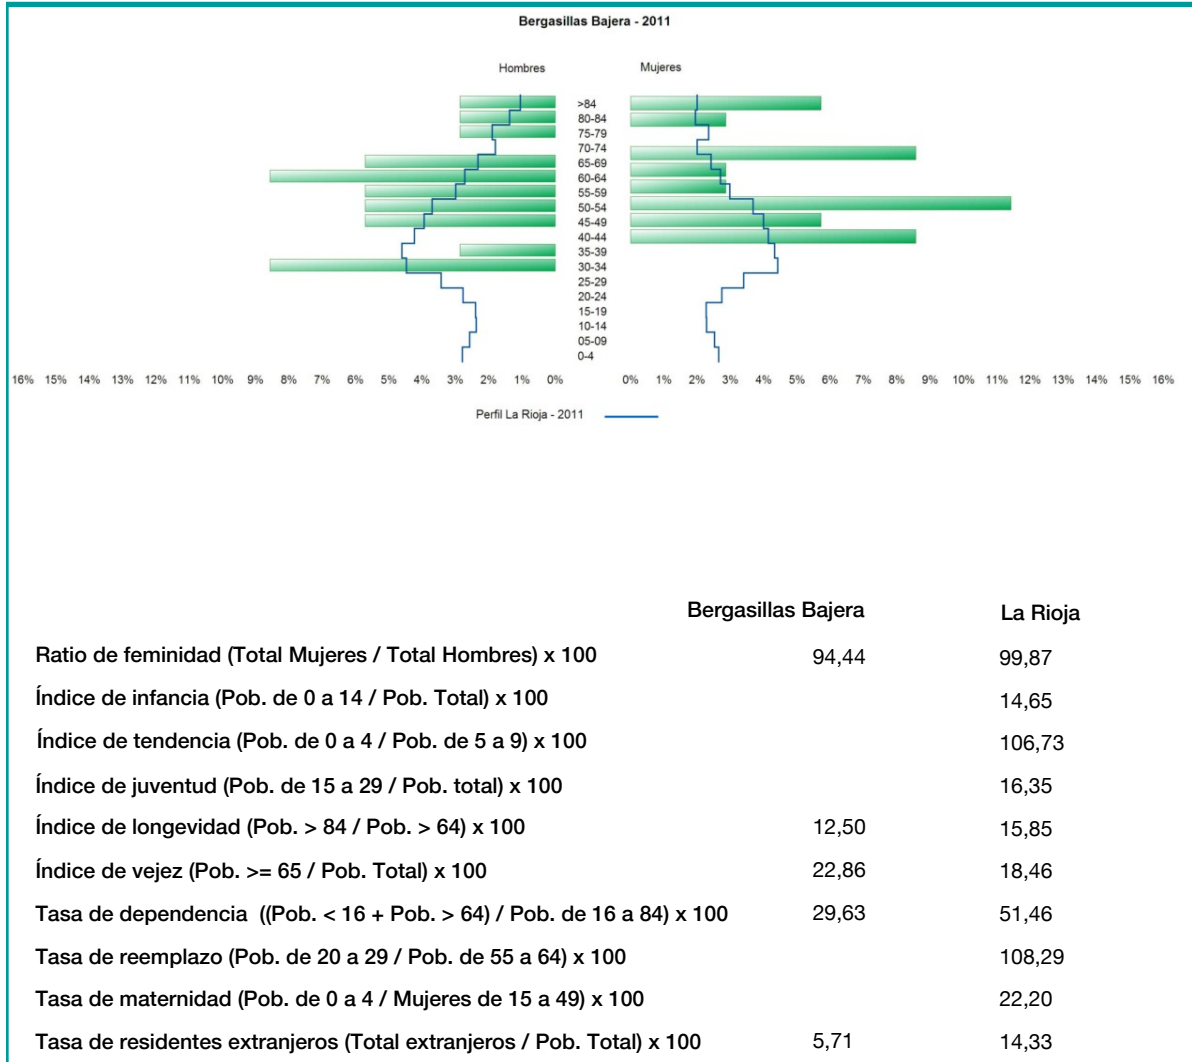 Bergasillas Bajera - 2011
Hombres Mujeres
>84
80-84
75-79
70-74
65-69
60-64
55-59
50-54
45-49
40-44
35-39
30-34
25-29
20-24
15-19
10-14
05-09
0-4
16% 15% 14% 13% 12% 11% 10% 9% 8% 7% 6% 5% 4% 3% 2% 1% 0% 0% 1% 2% 3% 4% 5% 6% 7% 8% 9% 10% 11% 12% 13% 14% 15% 16%
Perfil La Rioja - 2011
Bergasillas Bajera La Rioja
Ratio de feminidad (Total Mujeres / Total Hombres) x 100 94,44 99,87
Índice de infancia (Pob. de 0 a 14 / Pob. Total) x 100 14,65
Índice de tendencia (Pob. de 0 a 4 / Pob. de 5 a 9) x 100 106,73
Índice de juventud (Pob. de 15 a 29 / Pob. total) x 100 16,35
Índice de longevidad (Pob. > 84 / Pob. > 64) x 100 12,50 15,85
Índice de vejez (Pob. >= 65 / Pob. Total) x 100 22,86 18,46
Tasa de dependencia ((Pob. < 16 + Pob. > 64) / Pob. de 16 a 84) x 100 29,63 51,46
Tasa de reemplazo (Pob. de 20 a 29 / Pob. de 55 a 64) x 100 108,29
Tasa de maternidad (Pob. de 0 a 4 / Mujeres de 15 a 49) x 100 22,20
Tasa de residentes extranjeros (Total extranjeros / Pob. Total) x 100 5,71 14,33